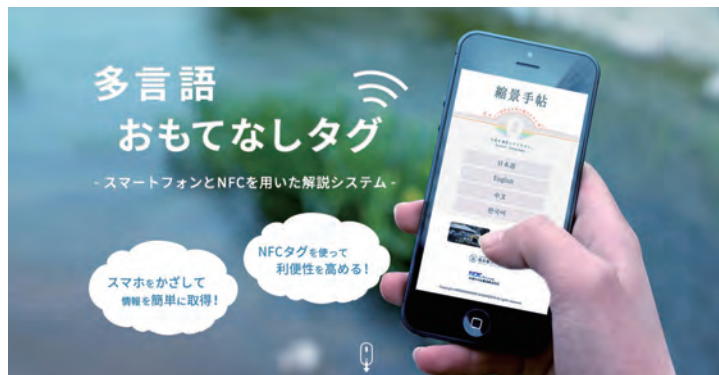 多言語
おもてなしタグ
- スマートフォンとNFCを用いた解説システム -
スマホをかざして
情報を簡単に取得!
NFCタグを使って
利便性を高める!
縮景手帖
日本語
English
中文
한국어